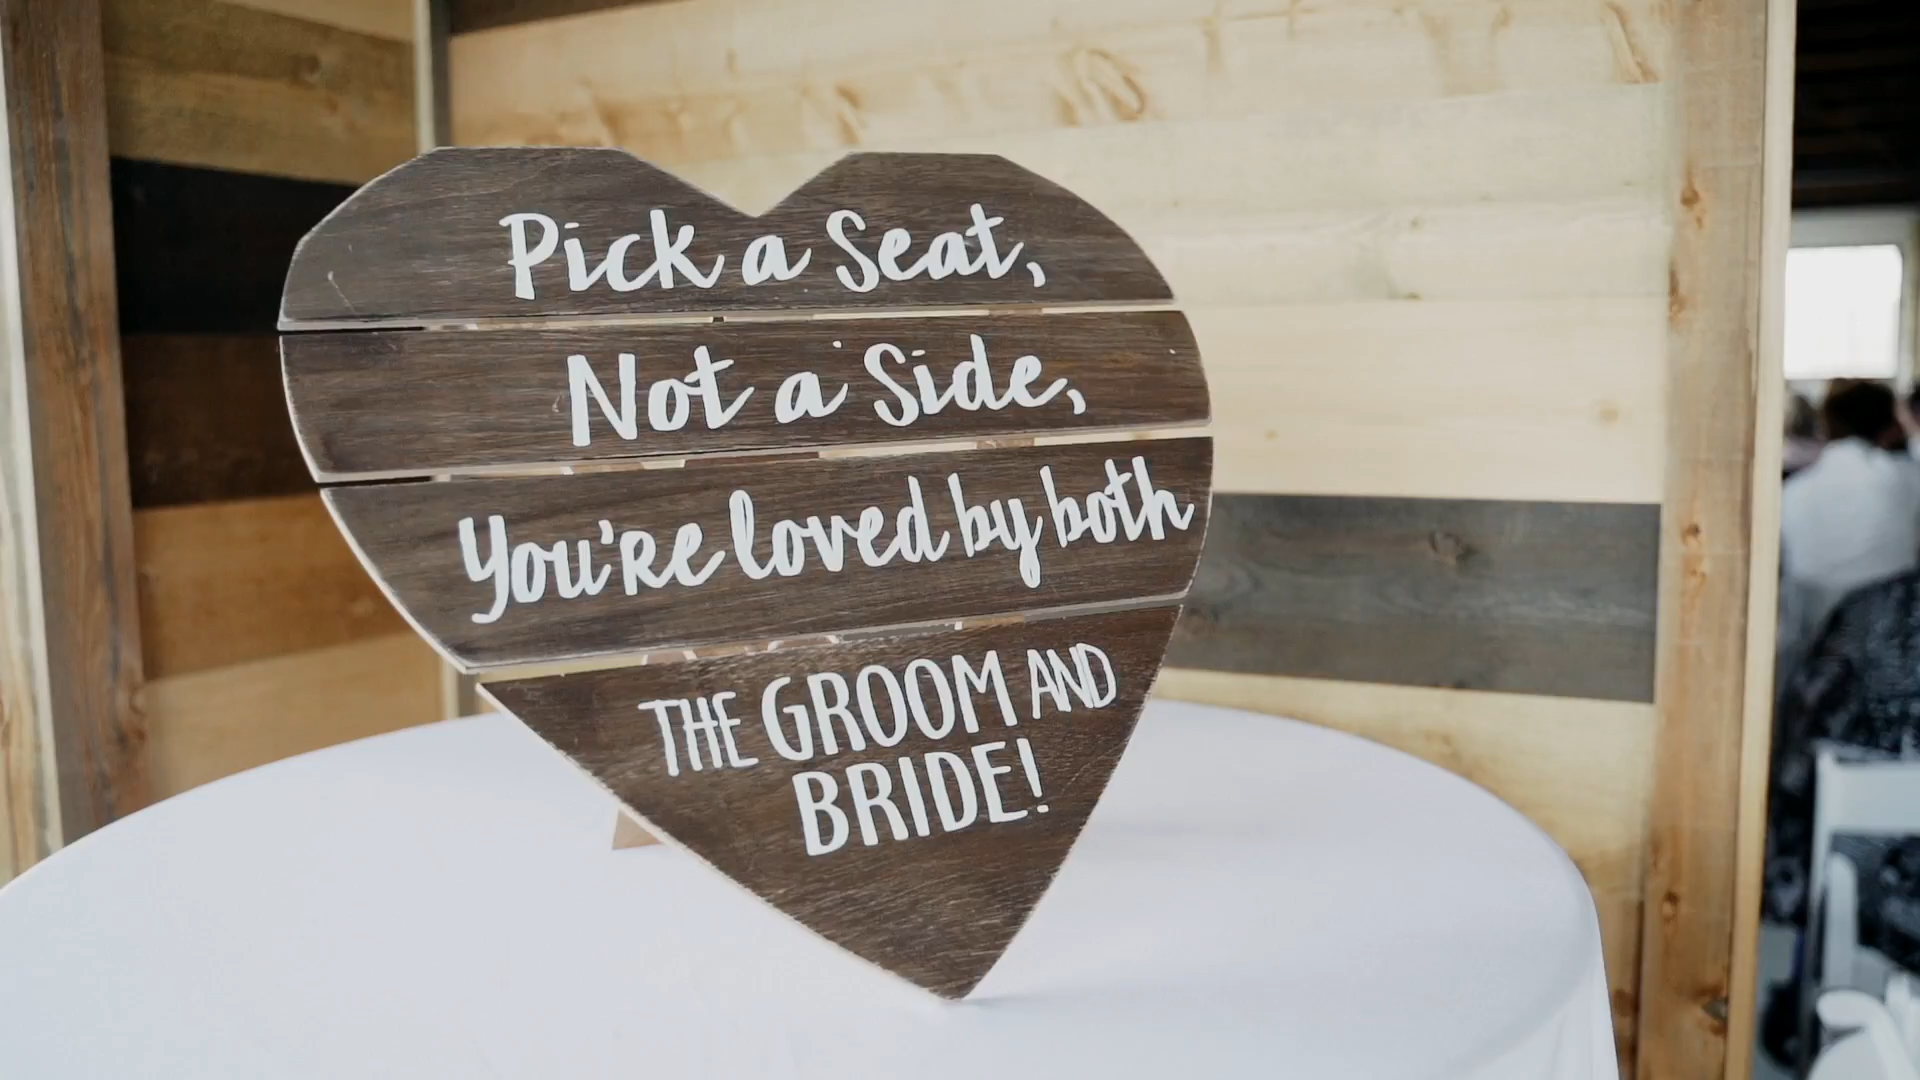 Pick a Seat,
Not a Side,
You're loved by both
THE GROOM AND
BRIDE!